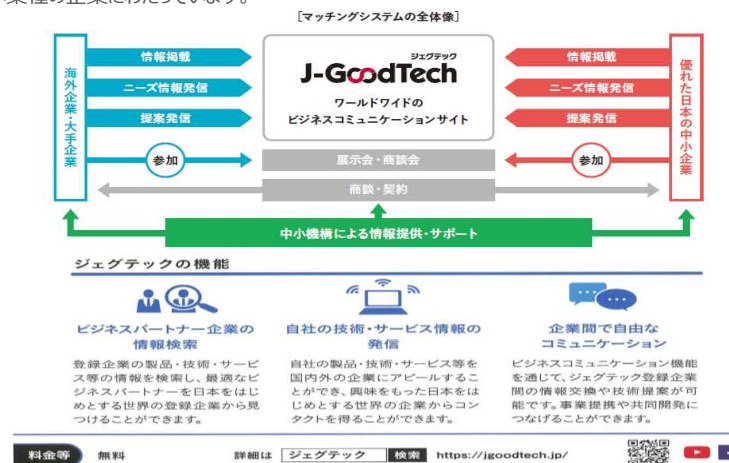 業種の企業にわたっています。
[マッチングシステムの全体像]
海外企業・大手企業
情報掲載
ニーズ情報発信
提案発信
参加
ジェグテック
J-GoodTech
ワールドワイドの
ビジネスコミュニケーションサイト
展示会・商談会
商談・契約
情報掲載
ニーズ情報発信
提案発信
参加
優れた日本の中小企業
中小機構による情報提供・サポート
ジェグテックの機能
ビジネスパートナー企業の
情報検索
登録企業の製品・技術・サービ
ス等の情報を検索し、最適なビ
ジネスパートナーを日本をはじ
めとする世界の登録企業から見
つけることができます。
自社の技術・サービス情報の
発信
自社の製品・技術・サービス等を
国内外の企業にアピールするこ
とができ、興味をもった日本をは
じめとする世界の企業からコン
タクトを得ることができます。
企業間で自由な
コミュニケーション
ビジネスコミュニケーション機能
を通じて、ジェグテック登録企業
間の情報交換や技術提案が可
能です。事業提携や共同開発に
つなげることができます。
料金等 無料 詳細は ジェグテック 検索 https://jgoodtech.jp/